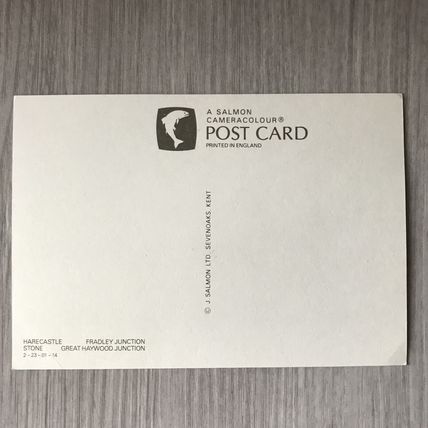 A SALMON
CAMERACOLOUR®
POST CARD
PRINTED IN ENGLAND
© J. SALMON LTD. SEVENOAKS. KENT
HARECASTLE FRADLEY JUNCTION
STONE GREAT HAYWOOD JUNCTION
2-23-01-14